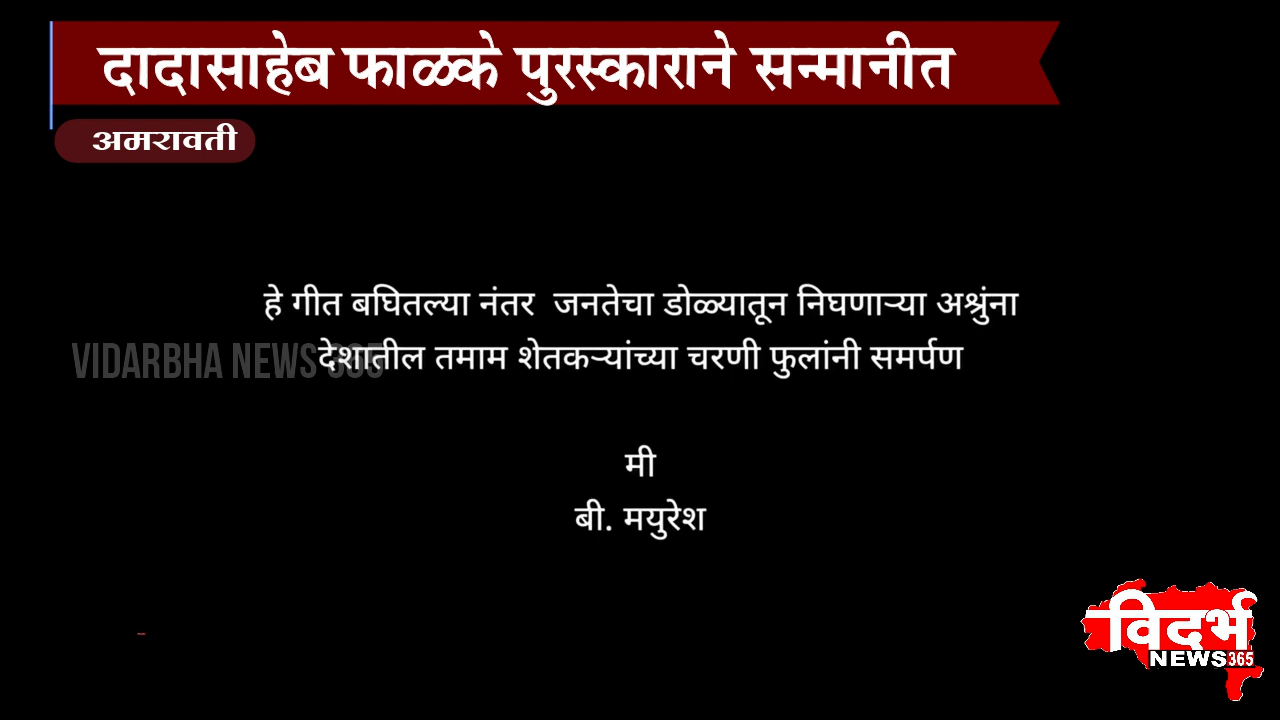 दादासाहेब फाळके पुरस्काराने सन्मानीत
अमरावती
हे गीत बघितल्या नंतर जनतेचा डोळ्यातून निघणाऱ्या अश्रुंना
देशातील तमाम शेतकऱ्यांच्या चरणी फुलांनी समर्पण
VIDARBHA NEWS 365
मी
बी. मयुरेश
विदर्भ
NEWS365